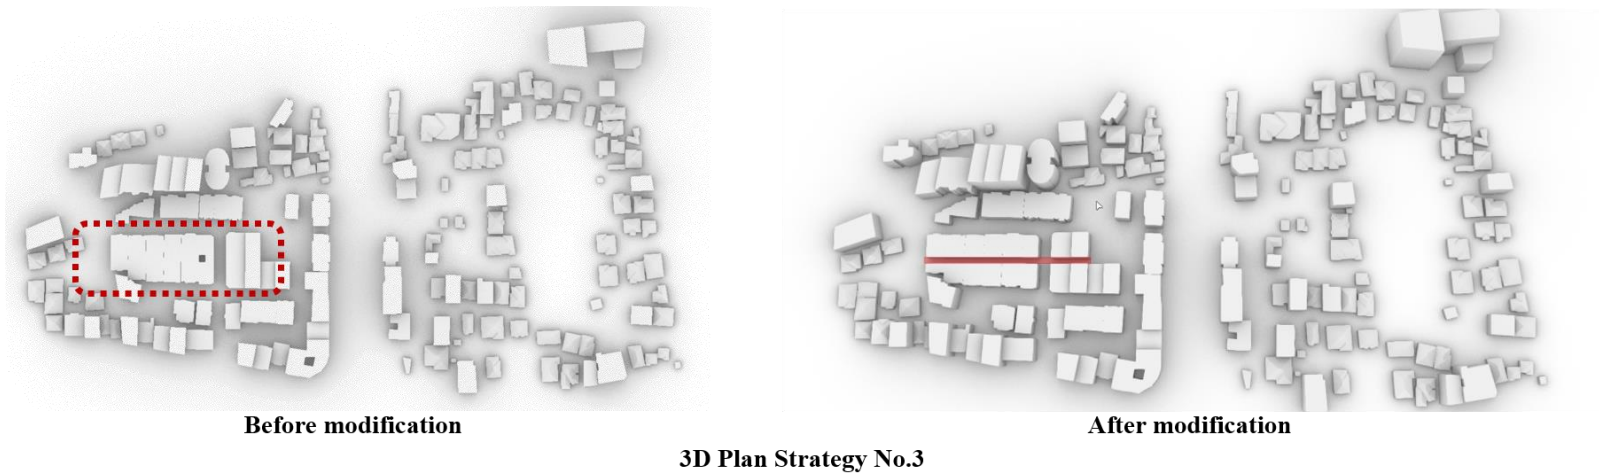 Before modification
After modification
3D Plan Strategy No.3